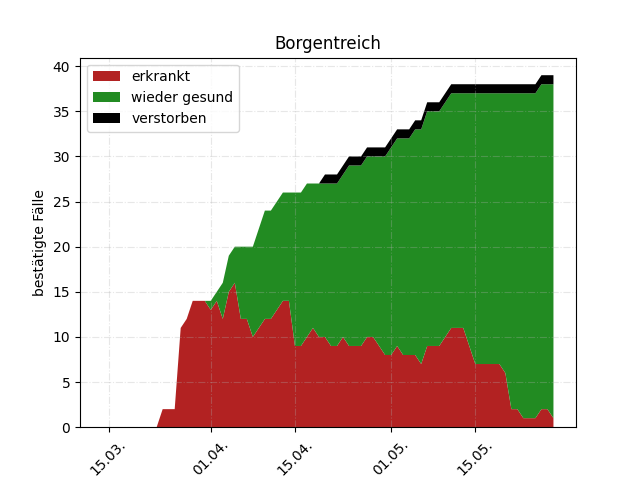 Borgentreich
erkrankt
wieder gesund
verstorben
bestätigte Fälle
40
35
30
25
20
15
10
5
0
15.03.
01.04.
15.04.
01.05.
15.05.